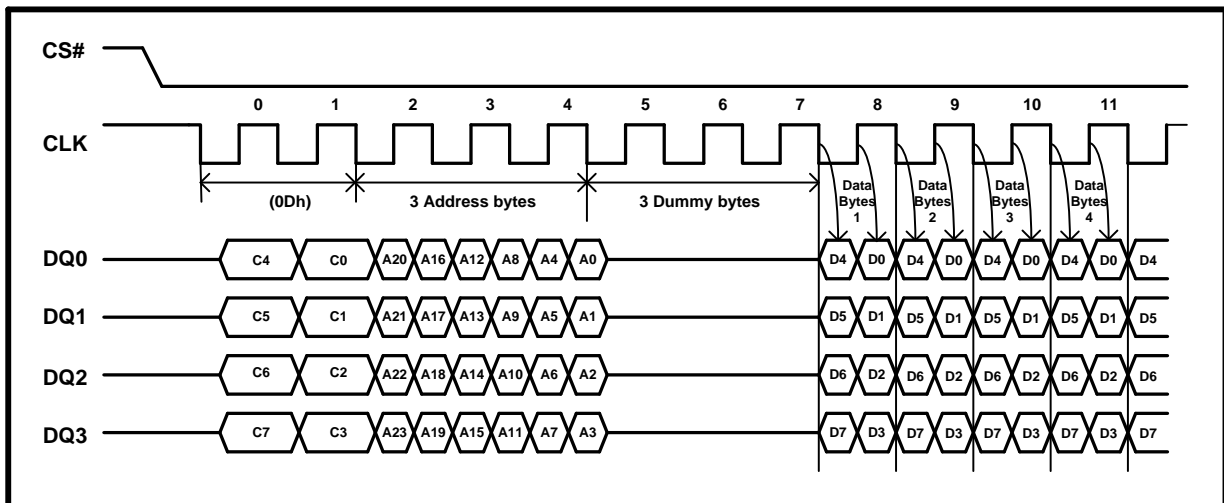 CS#
0 1 2 3 4 5 6 7 8 9 10 11
CLK
(0Dh) 3 Address bytes 3 Dummy bytes
Data Bytes 1
Data Bytes 2
Data Bytes 3
Data Bytes 4
DQ0 C4 C0 A20 A16 A12 A8 A4 A0 D4 D0 D4 D0 D4 D0 D4 D0 D4
DQ1 C5 C1 A21 A17 A13 A9 A5 A1 D5 D1 D5 D1 D5 D1 D5 D1 D5
DQ2 C6 C2 A22 A18 A14 A10 A6 A2 D6 D2 D6 D2 D6 D2 D6 D2 D6
DQ3 C7 C3 A23 A19 A15 A11 A7 A3 D7 D3 D7 D3 D7 D3 D7 D3 D7